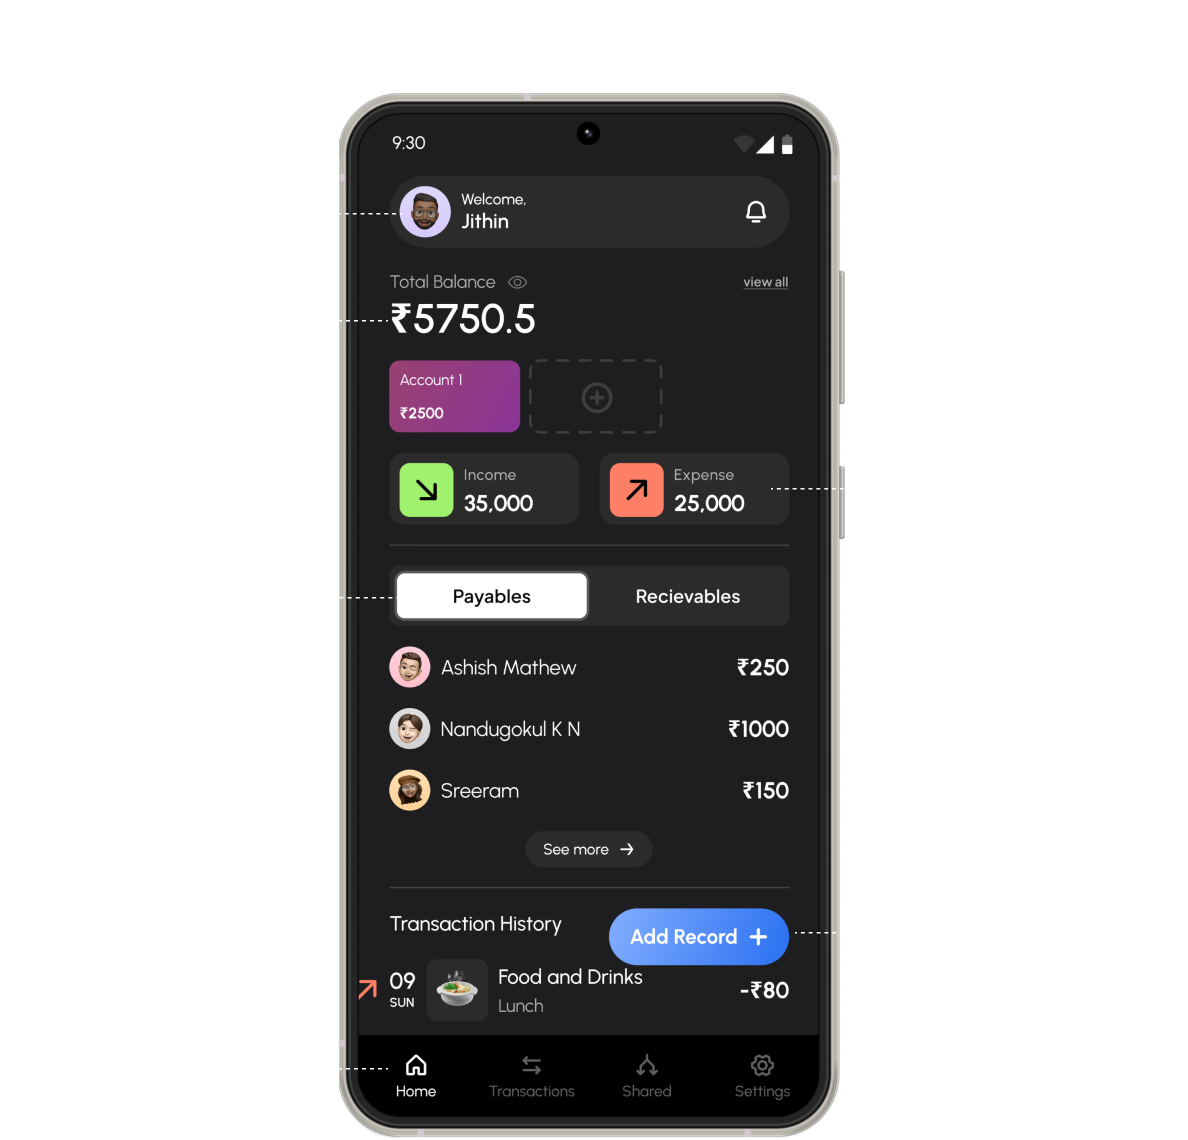 9:30
Welcome,
Jithin
Total Balance
view all
₹5750.5
Account 1
₹2500
Income
35,000
Expense
25,000
Payables
Recievables
Ashish Mathew
₹250
Nandugokul K N
₹1000
Sreeram
₹150
See more
Transaction History
Add Record
09
SUN
Food and Drinks
Lunch
-₹80
Home
Transactions
Shared
Settings